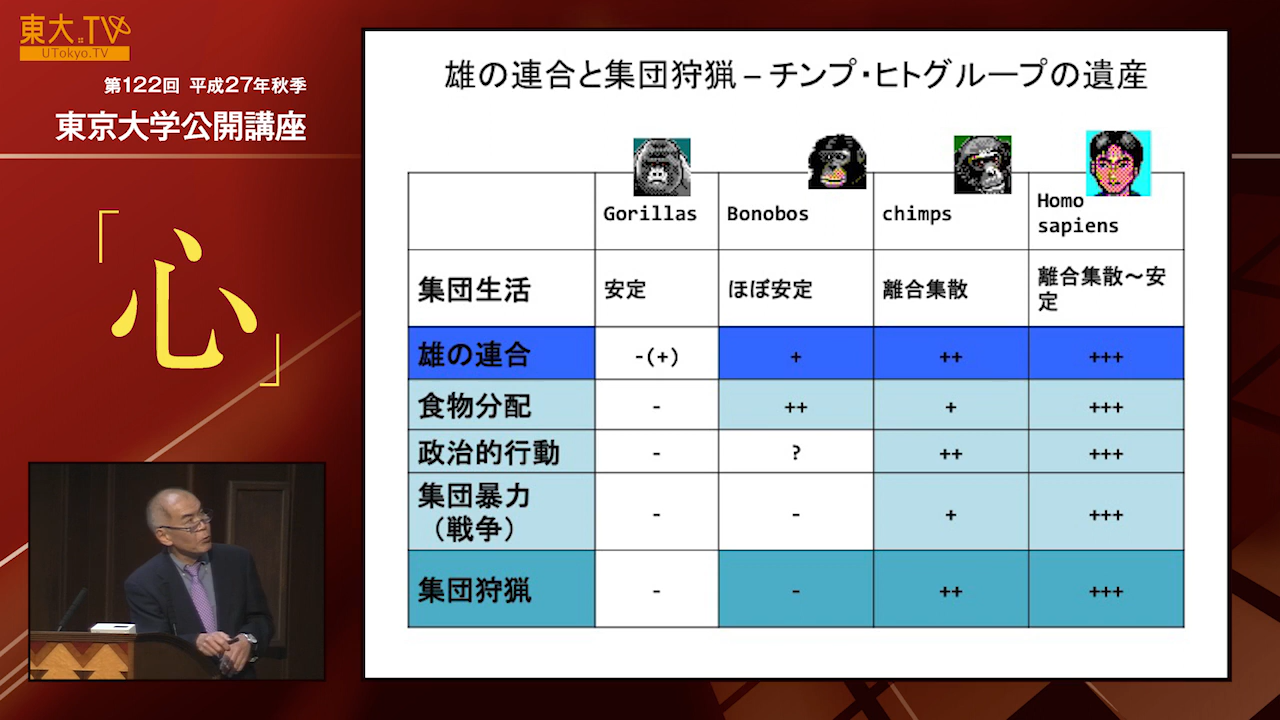 東大.TV
UTokyo.TV
第122回 平成27年秋季
東京大学公開講座
「心」
雄の連合と集団狩猟 – チンプ・ヒトグループの遺産
Gorillas Bonobos chimps Homo sapiens
集団生活 安定 ほぼ安定 離合集散 離合集散～安定
雄の連合 -(+) + ++ +++
食物分配 - ++ + +++
政治的行動 - ? ++ +++
集団暴力（戦争） - - + +++
集団狩猟 - - ++ +++